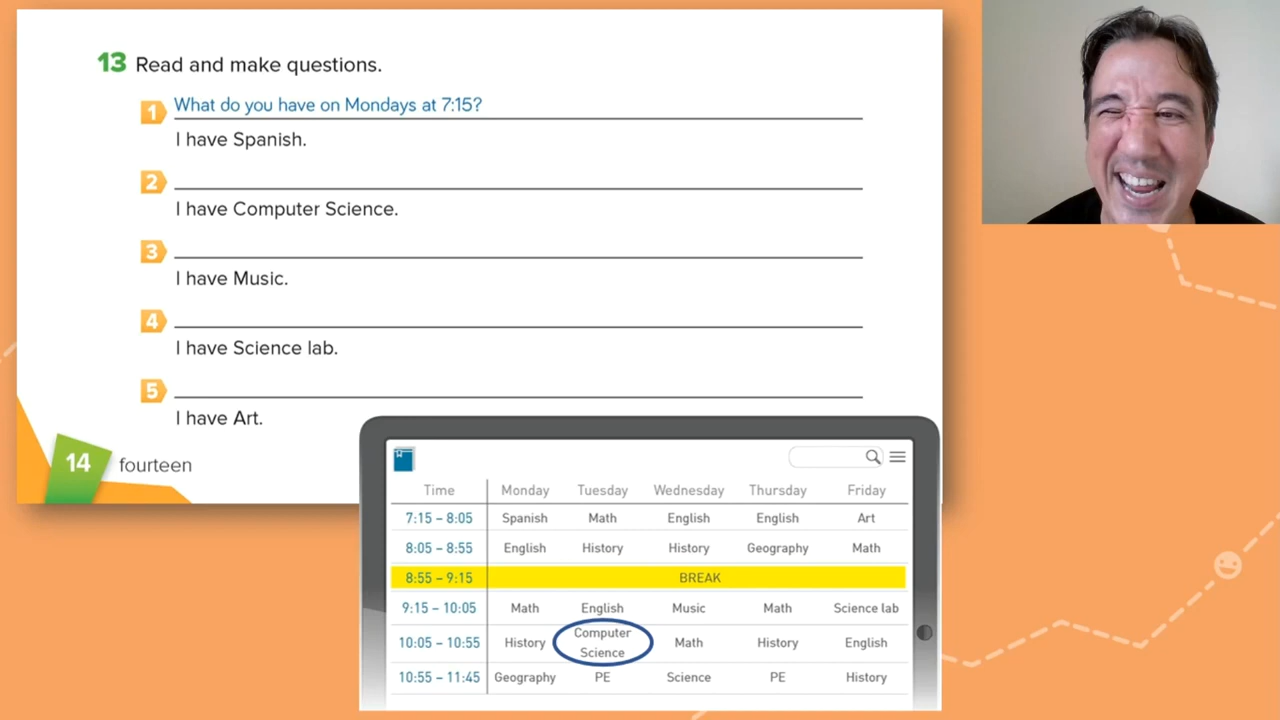 13 Read and make questions.
1 What do you have on Mondays at 7:15?
I have Spanish.
2
I have Computer Science.
3
I have Music.
4
I have Science lab.
5
I have Art.
14 fourteen
Time Monday Tuesday Wednesday Thursday Friday
7:15 – 8:05 Spanish Math English English Art
8:05 – 8:55 English History History Geography Math
8:55 – 9:15 BREAK
9:15 – 10:05 Math English Music Math Science lab
10:05 – 10:55 History Computer Science Math History English
10:55 – 11:45 Geography PE Science PE History